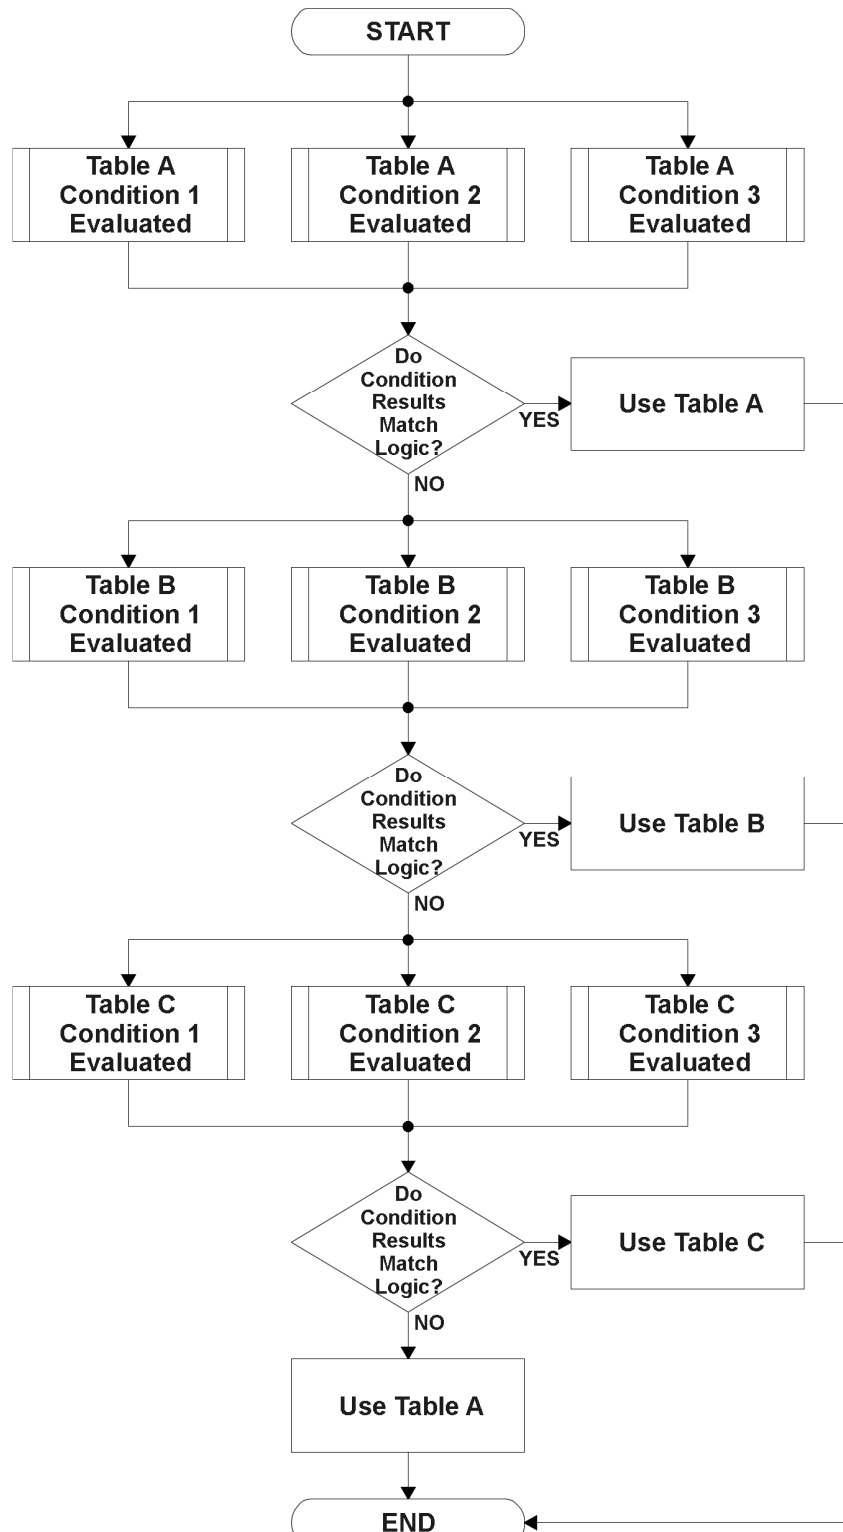 START
Table A
Condition 1
Evaluated
Table A
Condition 2
Evaluated
Table A
Condition 3
Evaluated
Do
Condition
Results
Match
Logic?
YES
Use Table A
NO
Table B
Condition 1
Evaluated
Table B
Condition 2
Evaluated
Table B
Condition 3
Evaluated
Do
Condition
Results
Match
Logic?
YES
Use Table B
NO
Table C
Condition 1
Evaluated
Table C
Condition 2
Evaluated
Table C
Condition 3
Evaluated
Do
Condition
Results
Match
Logic?
YES
Use Table C
NO
Use Table A
END